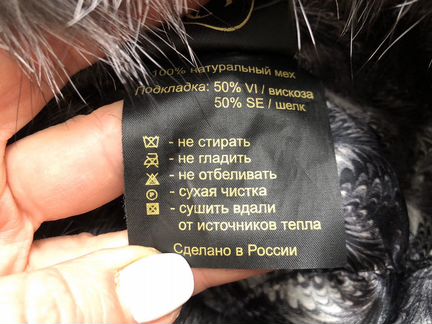 100% натуральный мех
Подкладка: 50% VI / вискоза
50% SE / шелк
- не стирать
- не гладить
- не отбеливать
P - сухая чистка
- сушить вдали
от источников тепла
Сделано в России